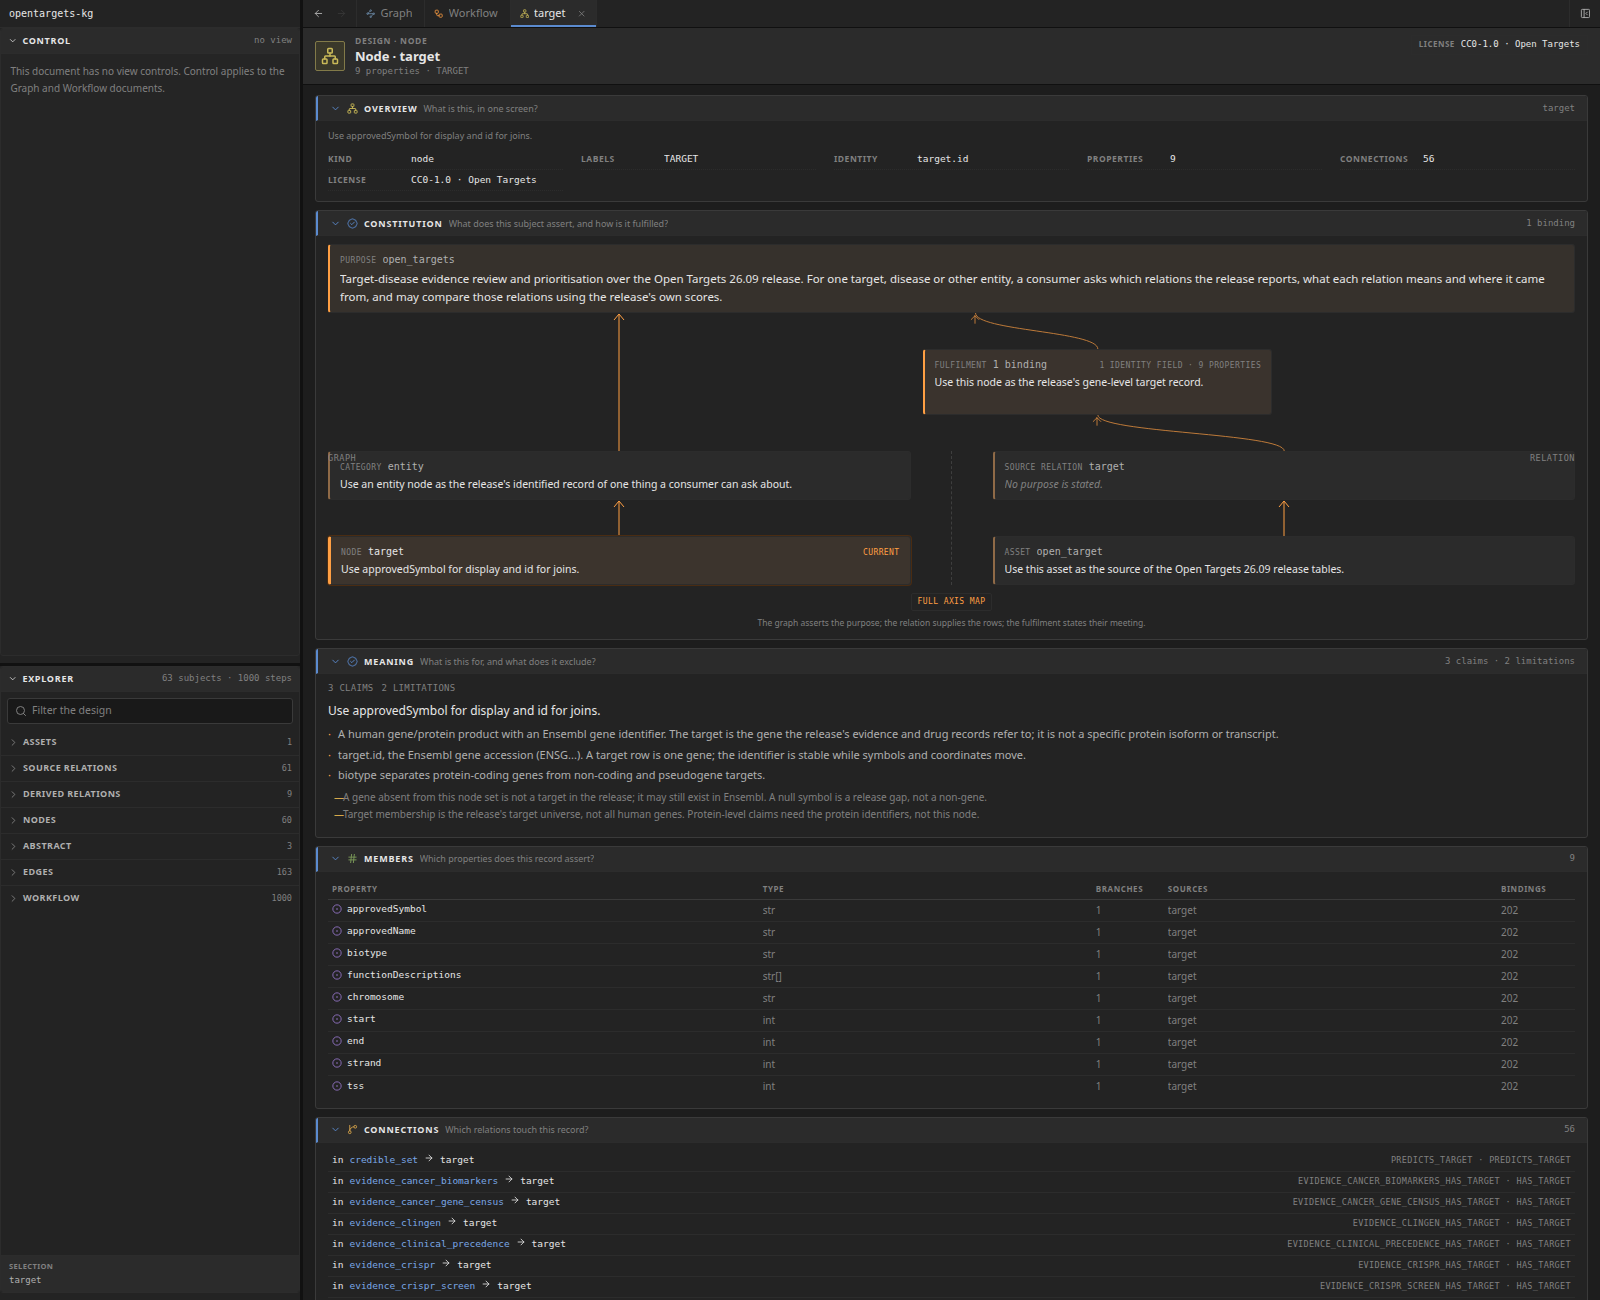 opentargets-kg
CONTROL no view
This document has no view controls. Control applies to the
Graph and Workflow documents.
EXPLORER 63 subjects · 1000 steps
Filter the design
ASSETS 1
SOURCE RELATIONS 61
DERIVED RELATIONS 9
NODES 60
ABSTRACT 3
EDGES 163
WORKFLOW 1000
SELECTION
target
Graph Workflow target
DESIGN · NODE
Node · target
9 properties · TARGET
LICENSE CC0-1.0 · Open Targets
OVERVIEW What is this, in one screen? target
Use approvedSymbol for display and id for joins.
KIND node LABELS TARGET IDENTITY target.id PROPERTIES 9 CONNECTIONS 56
LICENSE CC0-1.0 · Open Targets
CONSTITUTION What does this subject assert, and how is it fulfilled? 1 binding
PURPOSE open_targets
Target-disease evidence review and prioritisation over the Open Targets 26.09 release. For one target, disease or other entity, a consumer asks which relations the release reports, what each relation means and where it came
from, and may compare those relations using the release's own scores.
FULFILMENT 1 binding 1 IDENTITY FIELD · 9 PROPERTIES
Use this node as the release's gene-level target record.
GRAPH RELATION
CATEGORY entity
Use an entity node as the release's identified record of one thing a consumer can ask about.
SOURCE RELATION target
No purpose is stated.
NODE target CURRENT
Use approvedSymbol for display and id for joins.
ASSET open_target
Use this asset as the source of the Open Targets 26.09 release tables.
FULL AXIS MAP
The graph asserts the purpose; the relation supplies the rows; the fulfilment states their meeting.
MEANING What is this for, and what does it exclude? 3 claims · 2 limitations
3 CLAIMS 2 LIMITATIONS
Use approvedSymbol for display and id for joins.
· A human gene/protein product with an Ensembl gene identifier. The target is the gene the release's evidence and drug records refer to; it is not a specific protein isoform or transcript.
· target.id, the Ensembl gene accession (ENSG...). A target row is one gene; the identifier is stable while symbols and coordinates move.
· biotype separates protein-coding genes from non-coding and pseudogene targets.
—A gene absent from this node set is not a target in the release; it may still exist in Ensembl. A null symbol is a release gap, not a non-gene.
—Target membership is the release's target universe, not all human genes. Protein-level claims need the protein identifiers, not this node.
MEMBERS Which properties does this record assert? 9
PROPERTY TYPE BRANCHES SOURCES BINDINGS
approvedSymbol str 1 target 202
approvedName str 1 target 202
biotype str 1 target 202
functionDescriptions str[] 1 target 202
chromosome str 1 target 202
start int 1 target 202
end int 1 target 202
strand int 1 target 202
tss int 1 target 202
CONNECTIONS Which relations touch this record? 56
in credible_set → target PREDICTS_TARGET · PREDICTS_TARGET
in evidence_cancer_biomarkers → target EVIDENCE_CANCER_BIOMARKERS_HAS_TARGET · HAS_TARGET
in evidence_cancer_gene_census → target EVIDENCE_CANCER_GENE_CENSUS_HAS_TARGET · HAS_TARGET
in evidence_clingen → target EVIDENCE_CLINGEN_HAS_TARGET · HAS_TARGET
in evidence_clinical_precedence → target EVIDENCE_CLINICAL_PRECEDENCE_HAS_TARGET · HAS_TARGET
in evidence_crispr → target EVIDENCE_CRISPR_HAS_TARGET · HAS_TARGET
in evidence_crispr_screen → target EVIDENCE_CRISPR_SCREEN_HAS_TARGET · HAS_TARGET